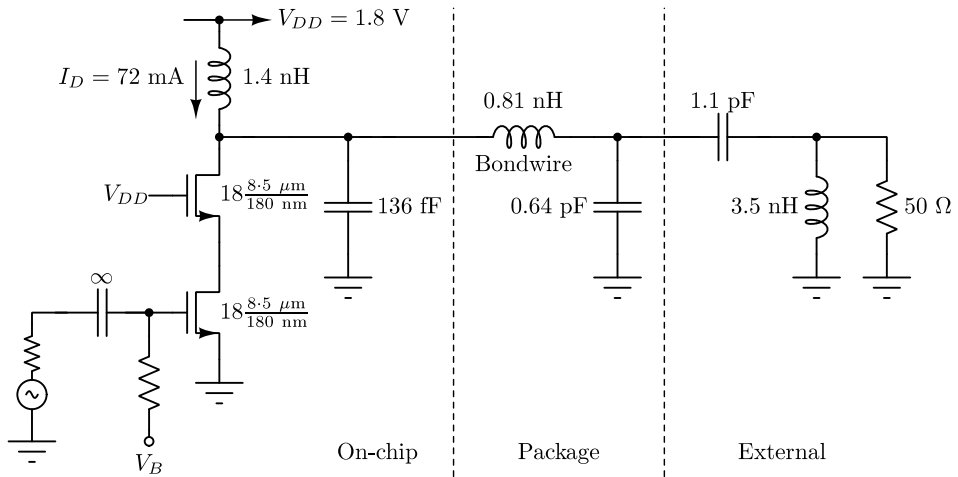 V_DD = 1.8 V
I_D = 72 mA
1.4 nH
0.81 nH
1.1 pF
Bondwire
V_DD
18 8·5 μm / 180 nm
136 fF
0.64 pF
3.5 nH
50 Ω
∞
18 8·5 μm / 180 nm
V_B
On-chip
Package
External